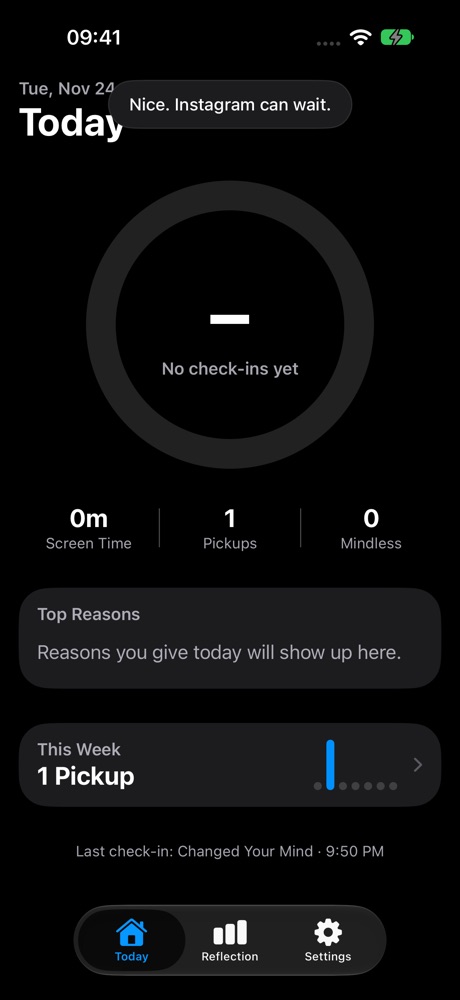 09:41
Tue, Nov 24
Nice. Instagram can wait.
Today
–
No check-ins yet
0m
Screen Time
1
Pickups
0
Mindless
Top Reasons
Reasons you give today will show up here.
This Week
1 Pickup
Last check-in: Changed Your Mind · 9:50 PM
Today
Reflection
Settings